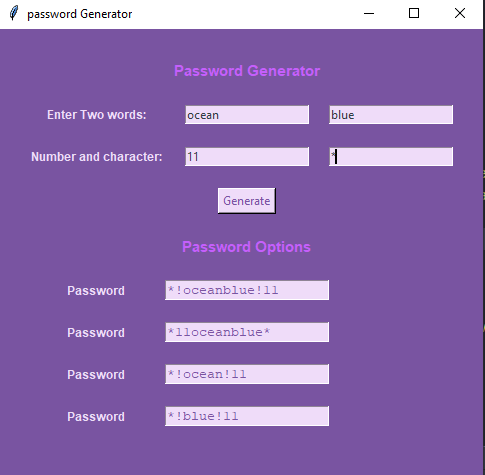 password Generator
Password Generator
Enter Two words: ocean blue
Number and character: 11 *
Generate
Password Options
Password *!oceanblue!11
Password *11oceanblue*
Password *!ocean!11
Password *!blue!11